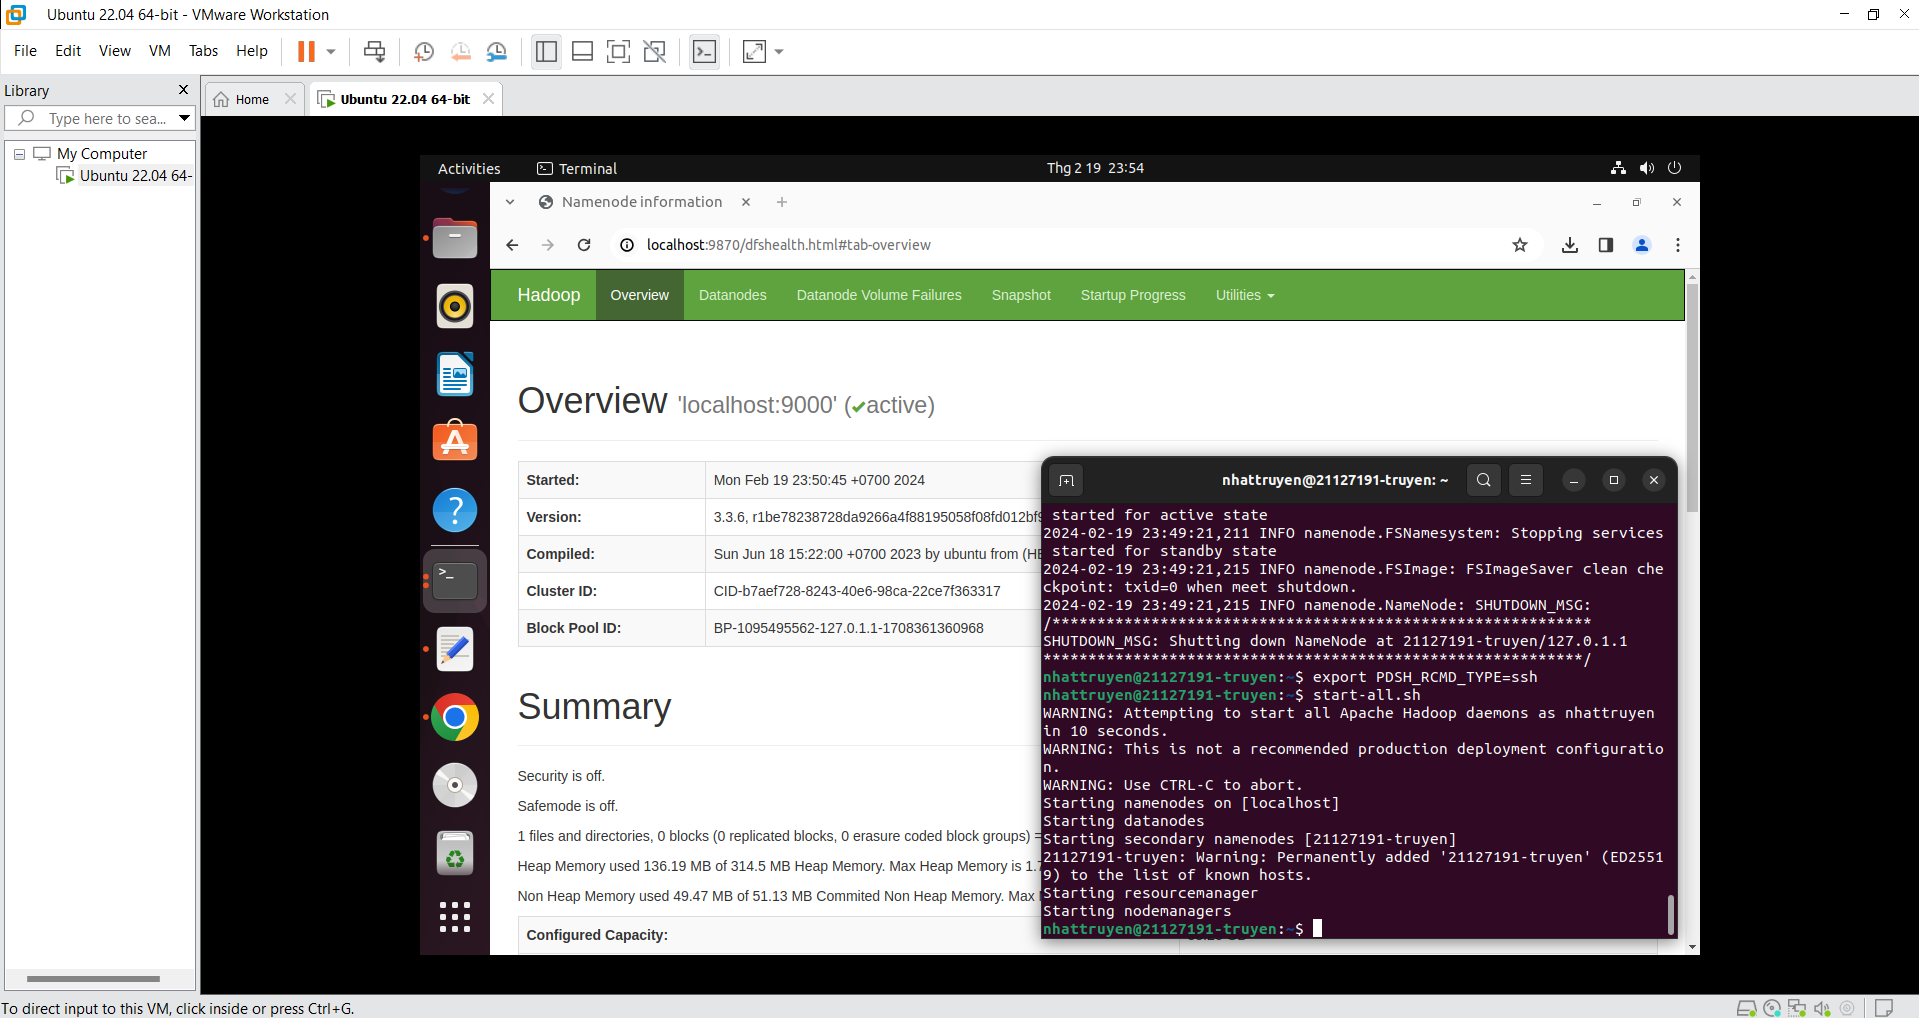 Ubuntu 22.04 64-bit - VMware Workstation
File Edit View VM Tabs Help
Library
Type here to sea...
My Computer
Ubuntu 22.04 64-
Home
Ubuntu 22.04 64-bit
Activities
Terminal
Thg 2 19 23:54
Namenode information
localhost:9870/dfshealth.html#tab-overview
Hadoop Overview Datanodes Datanode Volume Failures Snapshot Startup Progress Utilities
Overview 'localhost:9000' (✔active)
Started: Mon Feb 19 23:50:45 +0700 2024
Version: 3.3.6, r1be78238728da9266a4f88195058f08fd012bf9
Compiled: Sun Jun 18 15:22:00 +0700 2023 by ubuntu from (HE
Cluster ID: CID-b7aef728-8243-40e6-98ca-22ce7f363317
Block Pool ID: BP-1095495562-127.0.1.1-1708361360968
Summary
Security is off.
Safemode is off.
1 files and directories, 0 blocks (0 replicated blocks, 0 erasure coded block groups) =
Heap Memory used 136.19 MB of 314.5 MB Heap Memory. Max Heap Memory is 1.7
Non Heap Memory used 49.47 MB of 51.13 MB Commited Non Heap Memory. Max
Configured Capacity:
nhattruyen@21127191-truyen: ~
started for active state
2024-02-19 23:49:21,211 INFO namenode.FSNamesystem: Stopping services
started for standby state
2024-02-19 23:49:21,215 INFO namenode.FSImage: FSImageSaver clean che
ckpoint: txid=0 when meet shutdown.
2024-02-19 23:49:21,215 INFO namenode.NameNode: SHUTDOWN_MSG:
/************************************************************
SHUTDOWN_MSG: Shutting down NameNode at 21127191-truyen/127.0.1.1
************************************************************/
nhattruyen@21127191-truyen:~$ export PDSH_RCMD_TYPE=ssh
nhattruyen@21127191-truyen:~$ start-all.sh
WARNING: Attempting to start all Apache Hadoop daemons as nhattruyen
in 10 seconds.
WARNING: This is not a recommended production deployment configuratio
n.
WARNING: Use CTRL-C to abort.
Starting namenodes on [localhost]
Starting datanodes
Starting secondary namenodes [21127191-truyen]
21127191-truyen: Warning: Permanently added '21127191-truyen' (ED2551
9) to the list of known hosts.
Starting resourcemanager
Starting nodemanagers
nhattruyen@21127191-truyen:~$
To direct input to this VM, click inside or press Ctrl+G.